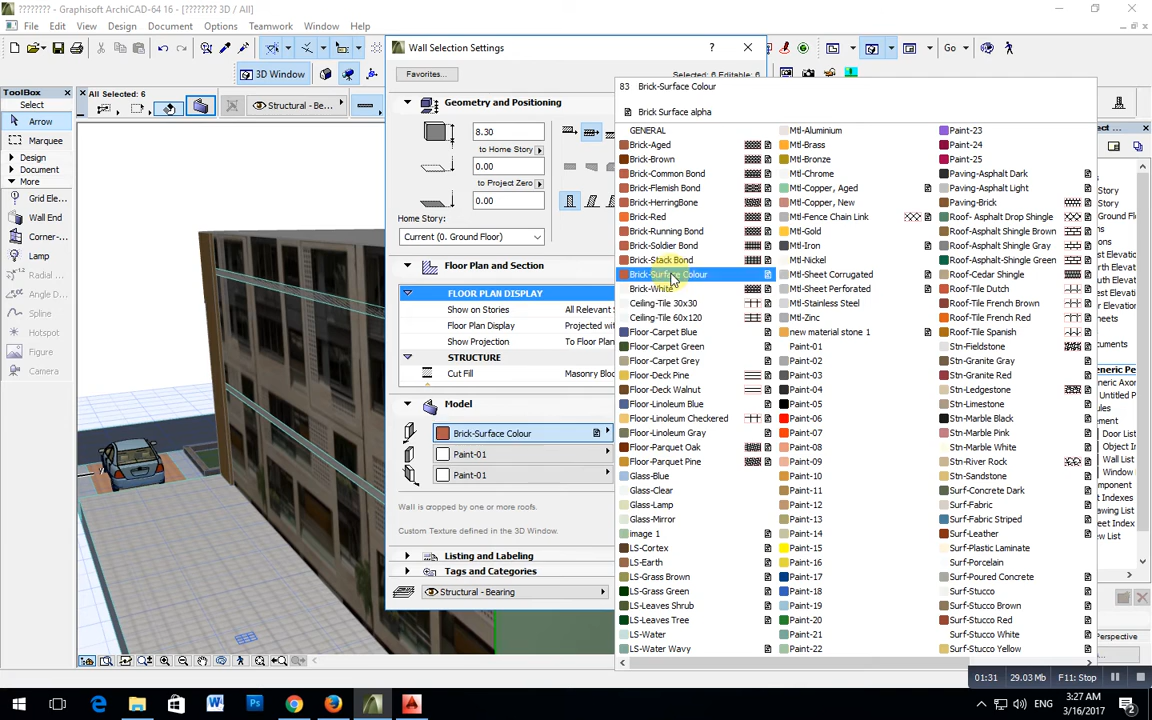 ???????? - Graphisoft ArchiCAD-64 16 - [???????? 3D / All]
File Edit View Design Document Options Teamwork Window Help
3D Window
Go
ToolBox
Select
Arrow
Marquee
Design
Document
More
Grid Ele...
Wall End
Corner-...
Lamp
Radial ...
Angle D...
Spline
Hotspot
Figure
Camera
All Selected: 6
Structural - Be...
Wall Selection Settings
?
Favorites...
Selected: 6 Editable: 6
Geometry and Positioning
8.30
to Home Story
0.00
to Project Zero
0.00
Home Story:
Current (0. Ground Floor)
Floor Plan and Section
FLOOR PLAN DISPLAY
Show on Stories All Relevant
Floor Plan Display Projected wit
Show Projection To Floor Plan
STRUCTURE
Cut Fill Masonry Bloc
Model
Brick-Surface Colour
Paint-01
Paint-01
Wall is cropped by one or more roofs.
Custom Texture defined in the 3D Window.
Listing and Labeling
Tags and Categories
Structural - Bearing
83 Brick-Surface Colour
Brick Surface alpha
GENERAL
Brick-Aged
Brick-Brown
Brick-Common Bond
Brick-Flemish Bond
Brick-HerringBone
Brick-Red
Brick-Running Bond
Brick-Soldier Bond
Brick-Stack Bond
Brick-Surface Colour
Brick-White
Ceiling-Tile 30x30
Ceiling-Tile 60x120
Floor-Carpet Blue
Floor-Carpet Green
Floor-Carpet Grey
Floor-Deck Pine
Floor-Deck Walnut
Floor-Linoleum Blue
Floor-Linoleum Checkered
Floor-Linoleum Gray
Floor-Parquet Oak
Floor-Parquet Pine
Glass-Blue
Glass-Clear
Glass-Lamp
Glass-Mirror
image 1
LS-Cortex
LS-Earth
LS-Grass Brown
LS-Grass Green
LS-Leaves Shrub
LS-Leaves Tree
LS-Water
LS-Water Wavy
Mtl-Aluminium
Mtl-Brass
Mtl-Bronze
Mtl-Chrome
Mtl-Copper, Aged
Mtl-Copper, New
Mtl-Fence Chain Link
Mtl-Gold
Mtl-Iron
Mtl-Nickel
Mtl-Sheet Corrugated
Mtl-Sheet Perforated
Mtl-Stainless Steel
Mtl-Zinc
new material stone 1
Paint-01
Paint-02
Paint-03
Paint-04
Paint-05
Paint-06
Paint-07
Paint-08
Paint-09
Paint-10
Paint-11
Paint-12
Paint-13
Paint-14
Paint-15
Paint-16
Paint-17
Paint-18
Paint-19
Paint-20
Paint-21
Paint-22
Paint-23
Paint-24
Paint-25
Paving-Asphalt Dark
Paving-Asphalt Light
Paving-Brick
Roof- Asphalt Drop Shingle
Roof-Asphalt Shingle Brown
Roof-Asphalt Shingle Gray
Roof-Cedar Shingle
Roof-Tile Dutch
Roof-Tile French Brown
Roof-Tile French Red
Roof-Tile Spanish
Stn-Fieldstone
Stn-Granite Gray
Stn-Granite Red
Stn-Ledgestone
Stn-Limestone
Stn-Marble Black
Stn-Marble Pink
Stn-Marble White
Stn-River Rock
Stn-Sandstone
Surf-Concrete Dark
Surf-Fabric
Surf-Fabric Striped
Surf-Leather
Surf-Plastic Laminate
Surf-Porcelain
Surf-Poured Concrete
Surf-Stucco
Surf-Stucco Brown
Surf-Stucco Red
Surf-Stucco White
Surf-Stucco Yellow
01:31 29.03 Mb F11: Stop
ENG
3:27 AM
3/16/2017